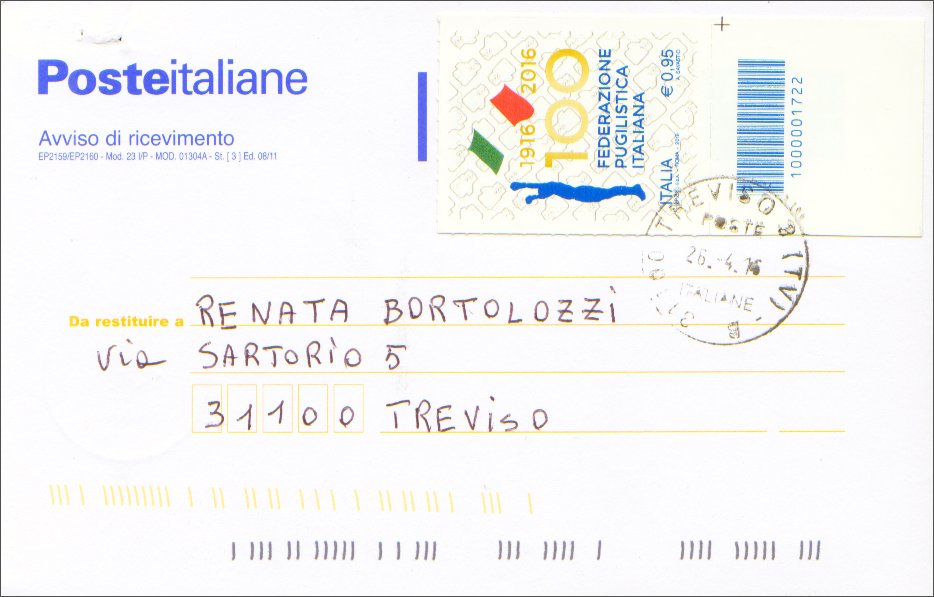 Posteitaliane
Avviso di ricevimento
EP2159/EP2160 - Mod. 23 I/P - MOD. 01304A - St. [ 3 ] Ed. 08/11
1916 2016
100
FEDERAZIONE
PUGILISTICA
ITALIANA
ITALIA € 0,95
1000001722
TREVISO (TV)
POSTE
26.-4.16
ITALIANE
Da restituire a RENATA BORTOLOZZI
via SARTORIO 5
31100 TREVISO